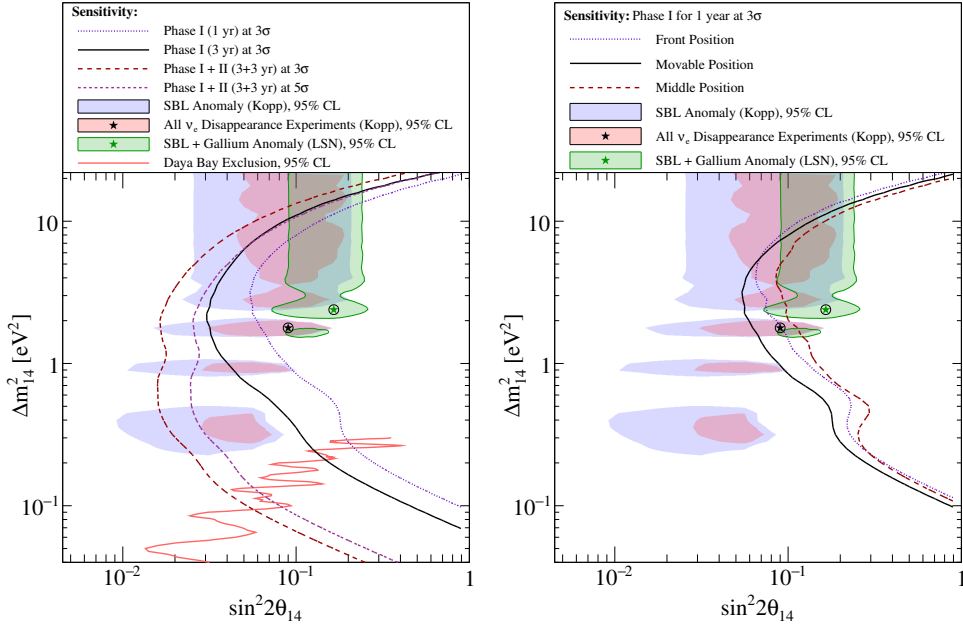 Sensitivity:
Phase I (1 yr) at 3σ
Phase I (3 yr) at 3σ
Phase I + II (3+3 yr) at 3σ
Phase I + II (3+3 yr) at 5σ
SBL Anomaly (Kopp), 95% CL
All νe Disappearance Experiments (Kopp), 95% CL
SBL + Gallium Anomaly (LSN), 95% CL
Daya Bay Exclusion, 95% CL
10
1
10⁻¹
Δm²₁₄ [eV²]
10⁻²
10⁻¹
1
sin²2θ₁₄
Sensitivity: Phase I for 1 year at 3σ
Front Position
Movable Position
Middle Position
SBL Anomaly (Kopp), 95% CL
All νe Disappearance Experiments (Kopp), 95% CL
SBL + Gallium Anomaly (LSN), 95% CL
10
1
10⁻¹
Δm²₁₄ [eV²]
10⁻²
10⁻¹
1
sin²2θ₁₄